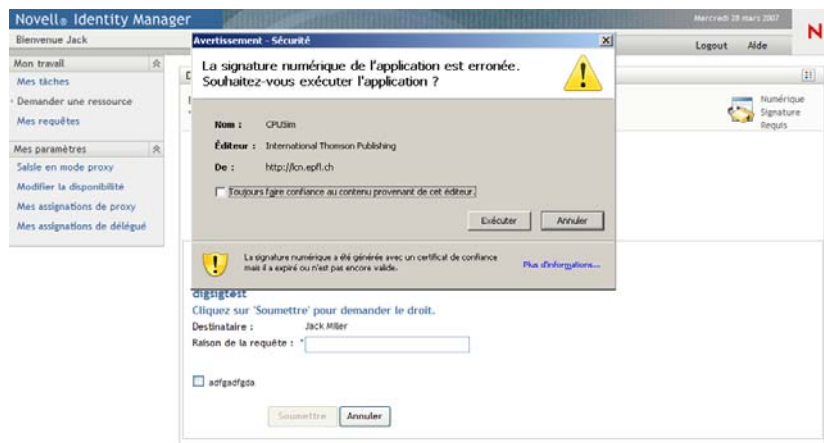 Novell® Identity Manager
Mercredi 28 mars 2007
N
Bienvenue Jack
Logout Aide
Mon travail
Mes tâches
Demander une ressource
Mes requêtes
Mes paramètres
Saisie en mode proxy
Modifier la disponibilité
Mes assignations de proxy
Mes assignations de délégué
Numérique
Signature
Requis
Avertissement - Sécurité
La signature numérique de l'application est erronée.
Souhaitez-vous exécuter l'application ?
Nom : CPUSim
Éditeur : International Thomson Publishing
De : http://lcn.epfl.ch
Toujours faire confiance au contenu provenant de cet éditeur.
Exécuter Annuler
La signature numérique a été générée avec un certificat de confiance
mais il a expiré ou n'est pas encore valide.
Plus d'informations...
digsigtest
Cliquez sur 'Soumettre' pour demander le droit.
Destinataire : Jack Miller
Raison de la requête : *
adfgadfgda
Soumettre Annuler